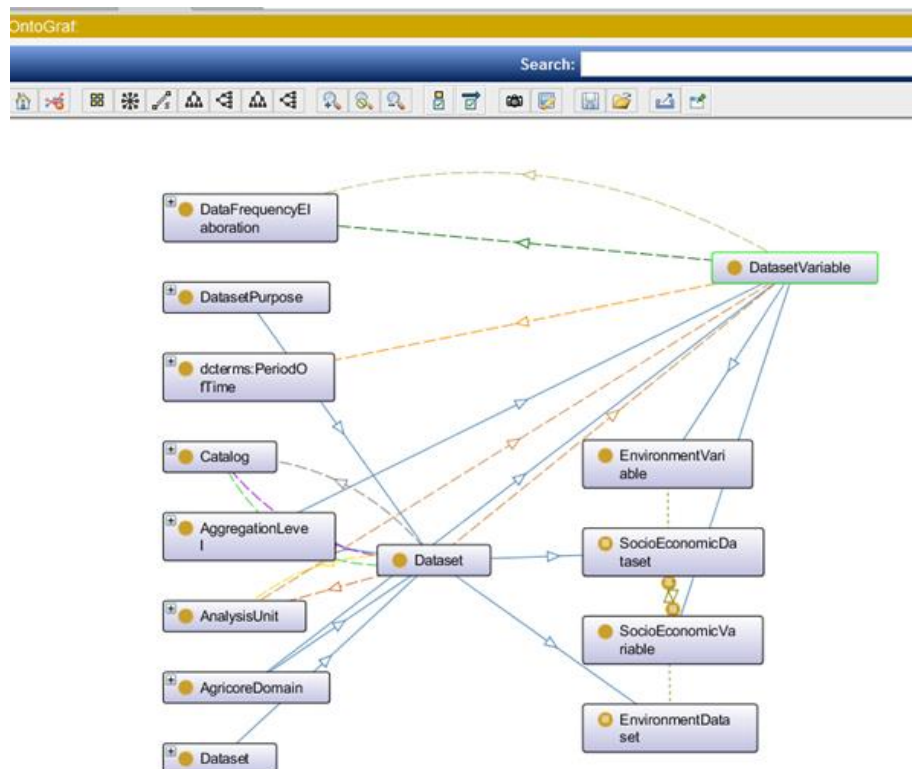 OntoGraf:
Search:
DataFrequencyEl
aboration
DatasetVariable
DatasetPurpose
dcterms:PeriodO
fTime
Catalog
EnvironmentVari
able
AggregationLeve
l
SocioEconomicDa
taset
Dataset
AnalysisUnit
SocioEconomicVa
riable
AgricoreDomain
EnvironmentData
set
Dataset